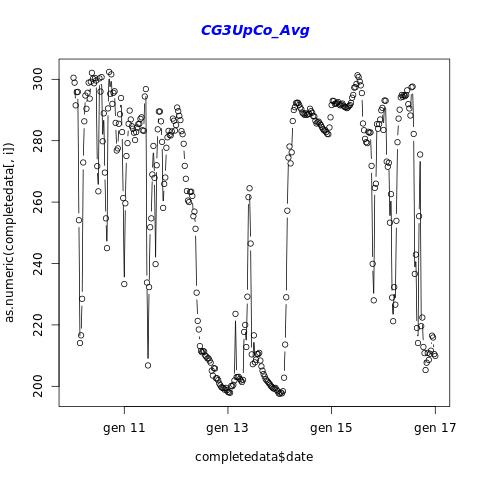 CG3UpCo_Avg
as.numeric(completedata[, i])
300
280
260
240
220
200
gen 11
gen 13
gen 15
gen 17
completedata$date